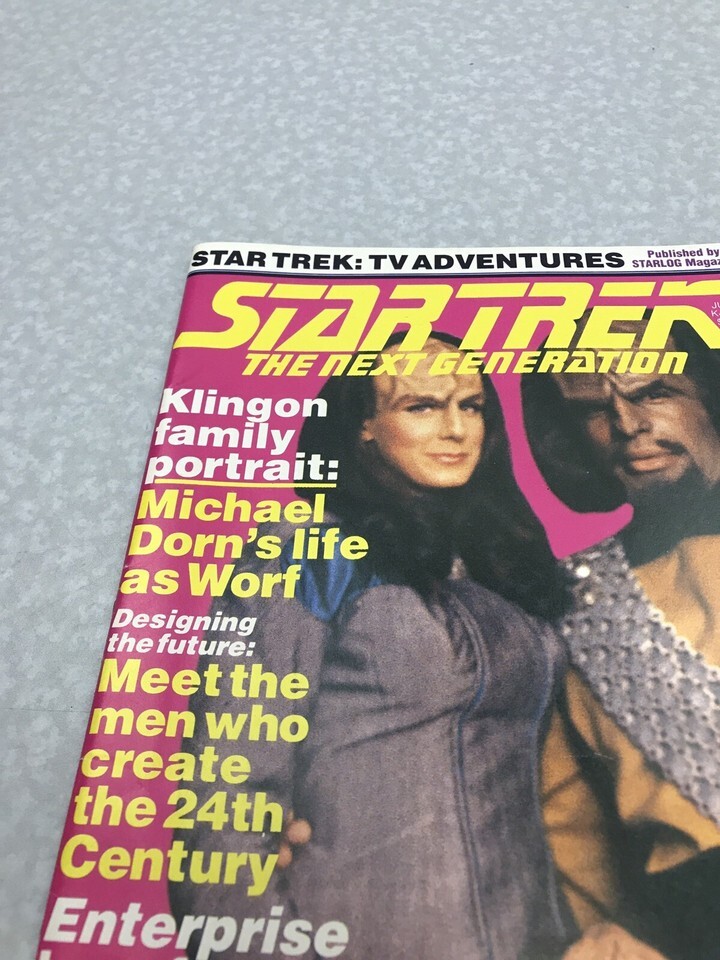 STAR TREK: TV ADVENTURES
Published by
STARLOG
STAR TREK
THE NEXT GENERATION
Klingon
family
portrait:
Michael
Dorn's life
as Worf
Designing
the future:
Meet the
men who
create
the 24th
Century
Enterprise